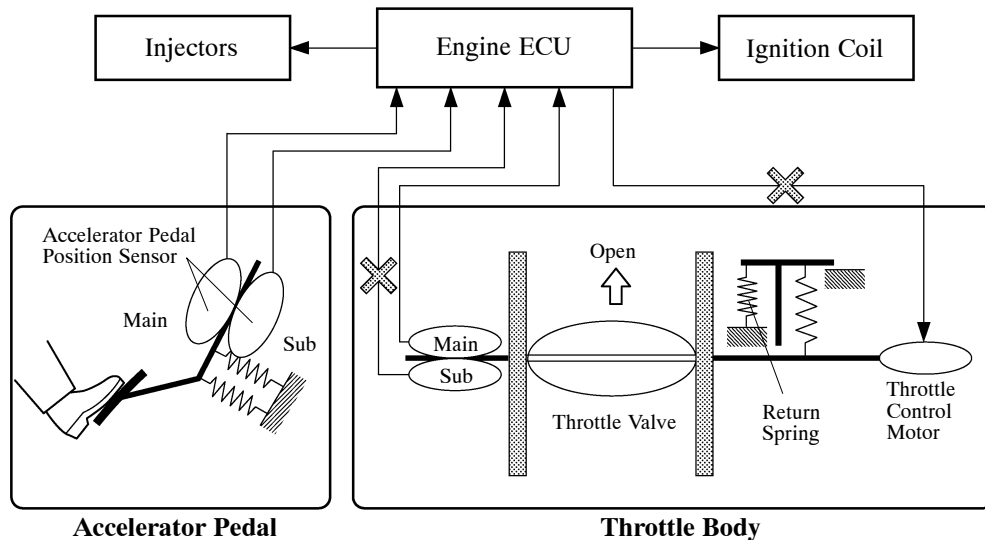 Injectors
Engine ECU
Ignition Coil
Accelerator Pedal
Position Sensor
Main
Sub
Open
Main
Sub
Throttle Valve
Return
Spring
Throttle
Control
Motor
Accelerator Pedal
Throttle Body